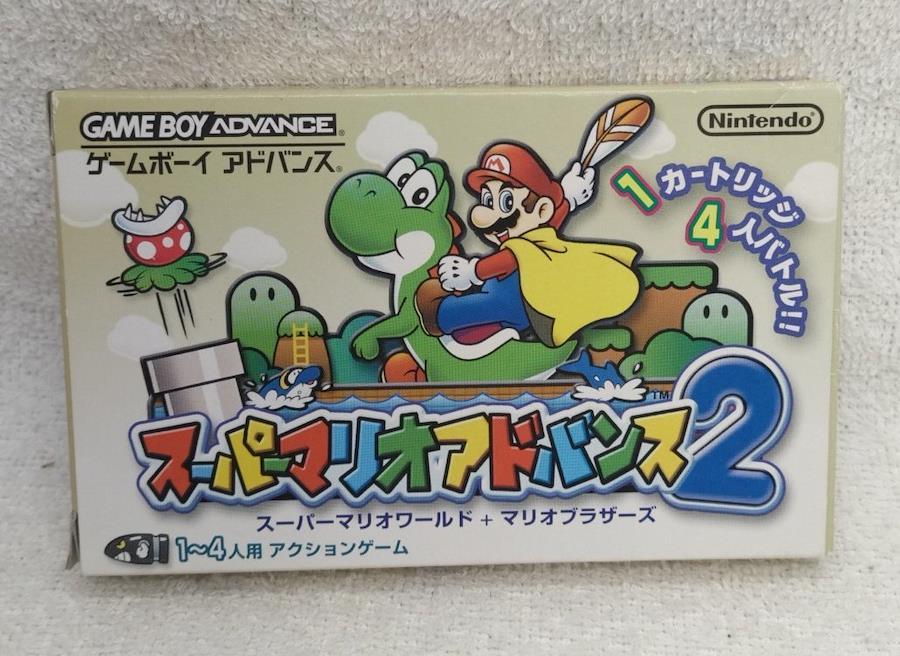 GAME BOY ADVANCE®
ゲームボーイ アドバンス®
Nintendo®
1カートリッジ
4人バトル!!
M
スーパーマリオアドバンス2™
スーパーマリオワールド + マリオブラザーズ
1～4人用 アクションゲーム